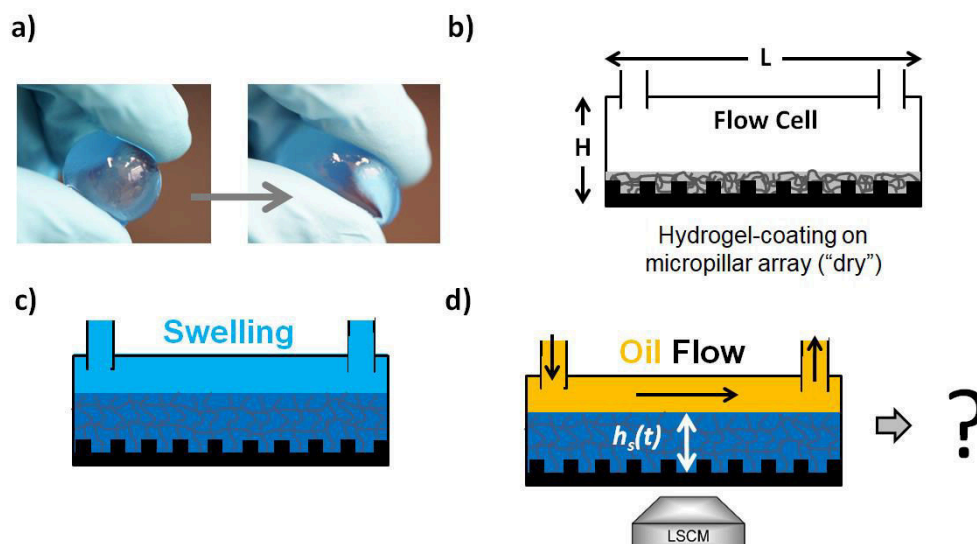 a)
b)
L
H
Flow Cell
Hydrogel-coating on
micropillar array ("dry")
c)
Swelling
d)
Oil Flow
hₛ(t)
?
LSCM